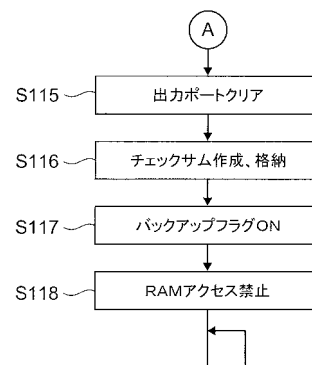 A
S115 出力ポートクリア
S116 チェックサム作成、格納
S117 バックアップフラグON
S118 RAMアクセス禁止